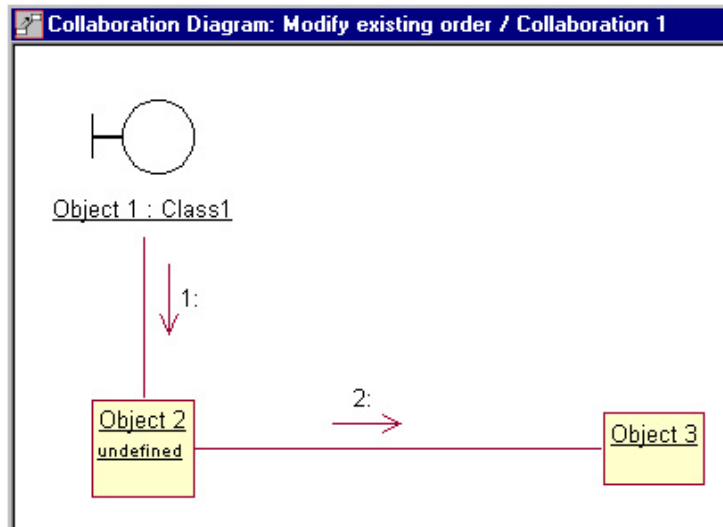 Collaboration Diagram: Modify existing order / Collaboration 1
Object 1 : Class1
1:
2:
Object 2
undefined
Object 3